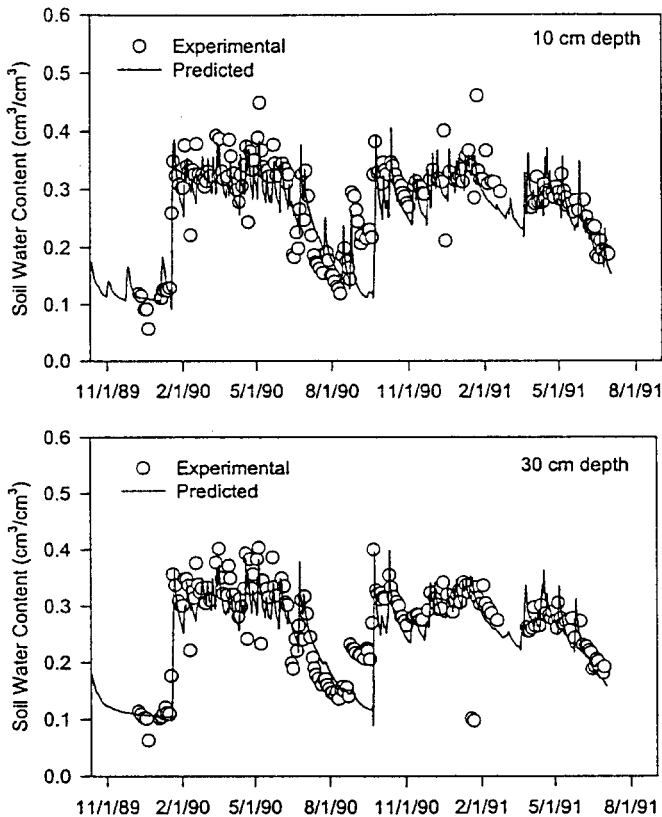 0.6
0.5
0.4
0.3
0.2
0.1
0.0
Soil Water Content (cm³/cm³)
Experimental
Predicted
10 cm depth
11/1/89 2/1/90 5/1/90 8/1/90 11/1/90 2/1/91 5/1/91 8/1/91
0.6
0.5
0.4
0.3
0.2
0.1
0.0
Soil Water Content (cm³/cm³)
Experimental
Predicted
30 cm depth
11/1/89 2/1/90 5/1/90 8/1/90 11/1/90 2/1/91 5/1/91 8/1/91